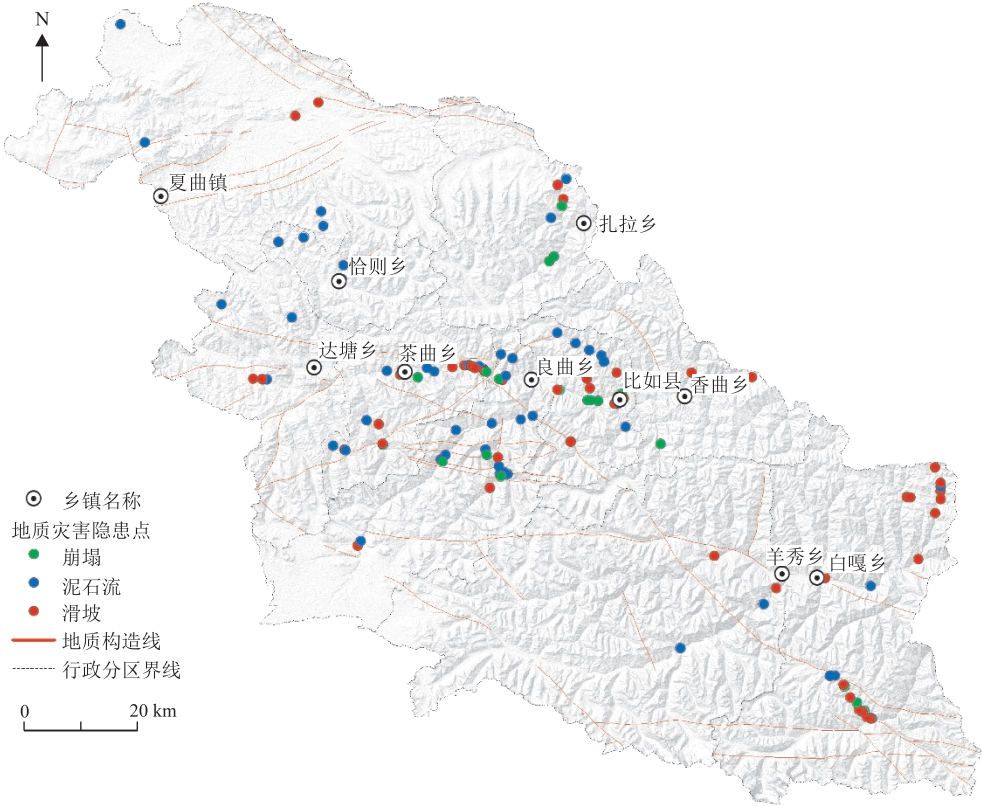 N
夏曲镇
扎拉乡
恰则乡
达塘乡
茶曲乡
良曲乡
比如县
香曲乡
羊秀乡
白嘎乡
乡镇名称
地质灾害隐患点
崩塌
泥石流
滑坡
地质构造线
行政分区界线
0 20 km